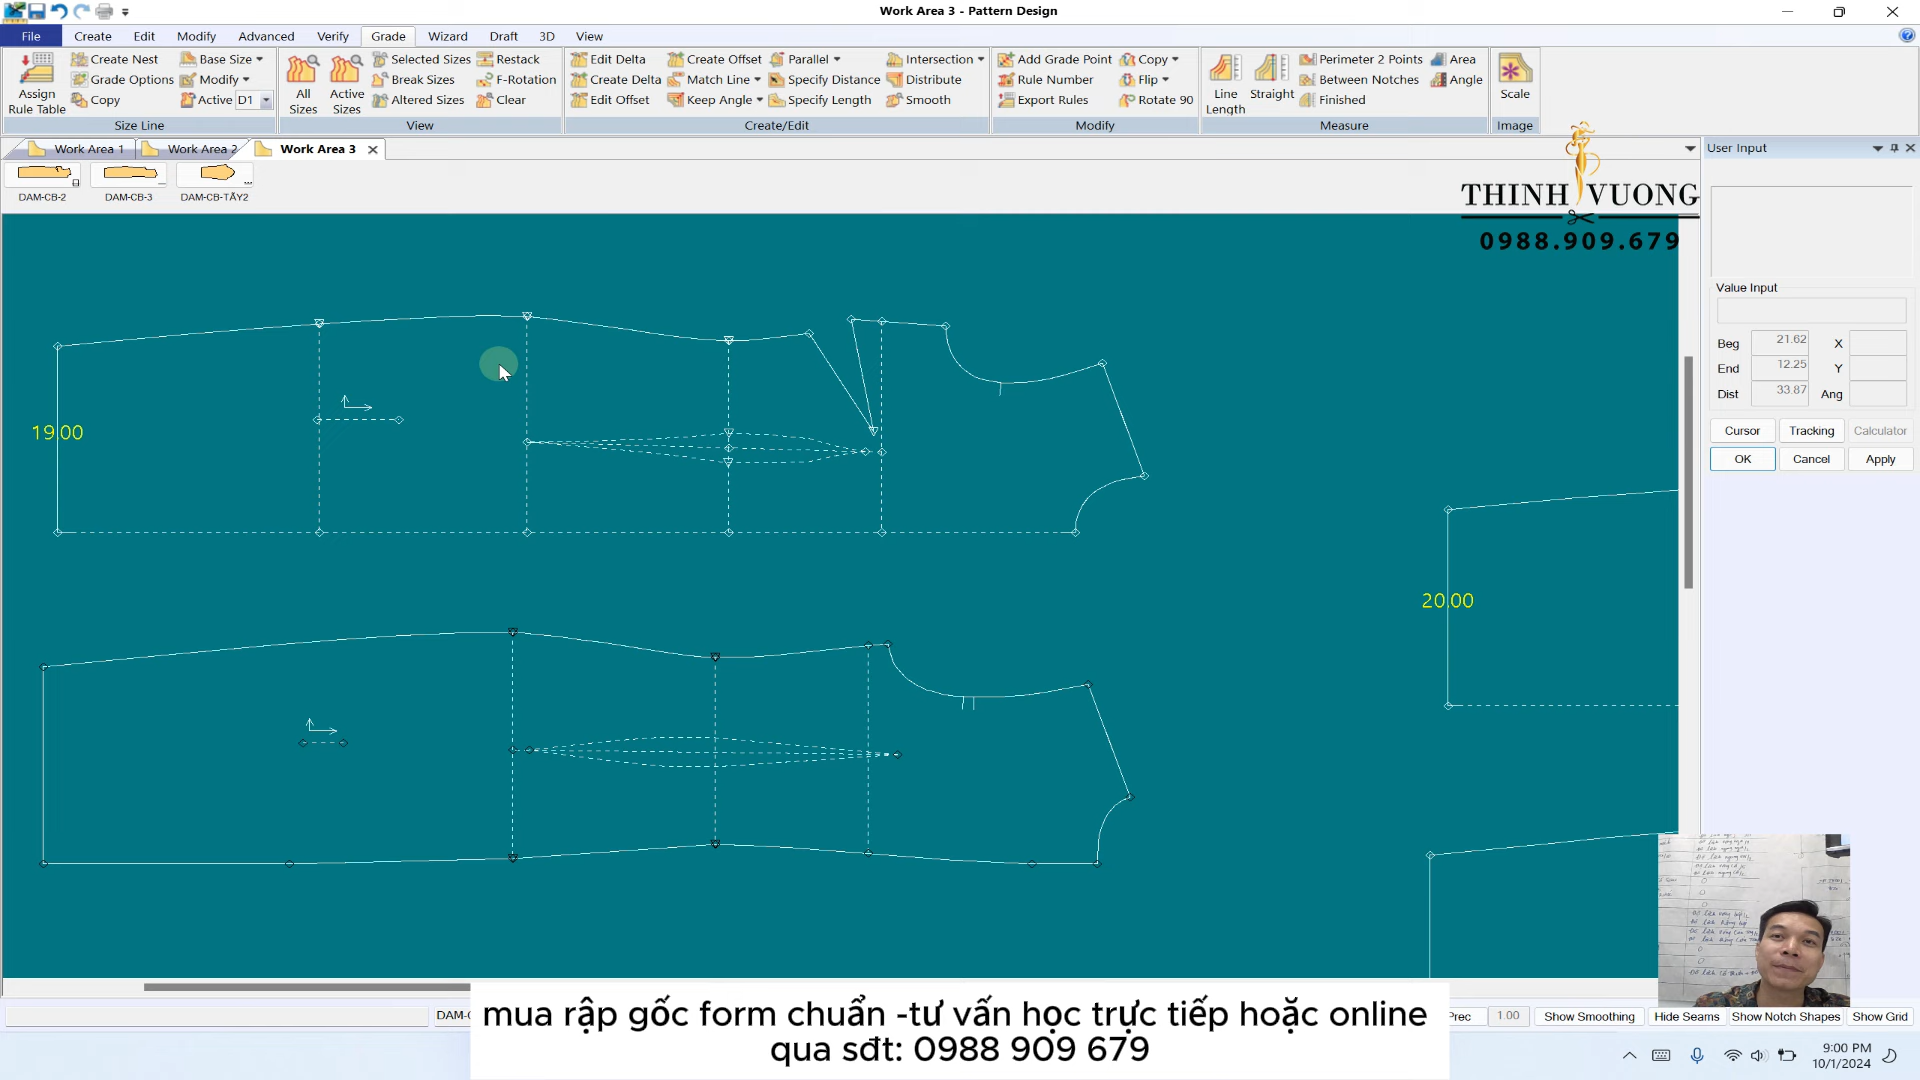 Work Area 3 - Pattern Design
File Create Edit Modify Advanced Verify Grade Wizard Draft 3D View
Assign Rule Table
Create Nest
Grade Options
Copy
Base Size
Modify
Active D1
Size Line
All Sizes
Active Sizes
Selected Sizes
Break Sizes
Altered Sizes
Restack
F-Rotation
Clear
View
Edit Delta
Create Delta
Edit Offset
Create Offset
Match Line
Keep Angle
Parallel
Specify Distance
Specify Length
Intersection
Distribute
Smooth
Create/Edit
Add Grade Point
Rule Number
Export Rules
Copy
Flip
Rotate 90
Modify
Line Length
Straight
Perimeter 2 Points
Between Notches
Finished
Area
Angle
Measure
Scale
Image
Work Area 1
Work Area 2
Work Area 3
DAM-CB-2
DAM-CB-3
DAM-CB-TẤY2
THINH VUONG
0988.909.679
User Input
Value Input
Beg 21.62 X
End 12.25 Y
Dist 33.87 Ang
Cursor Tracking Calculator
OK Cancel Apply
19.00
20.00
mua rập gốc form chuẩn -tư vấn học trực tiếp hoặc online
qua sđt: 0988 909 679
Prec 1.00 Show Smoothing Hide Seams Show Notch Shapes Show Grid
9:00 PM
10/1/2024